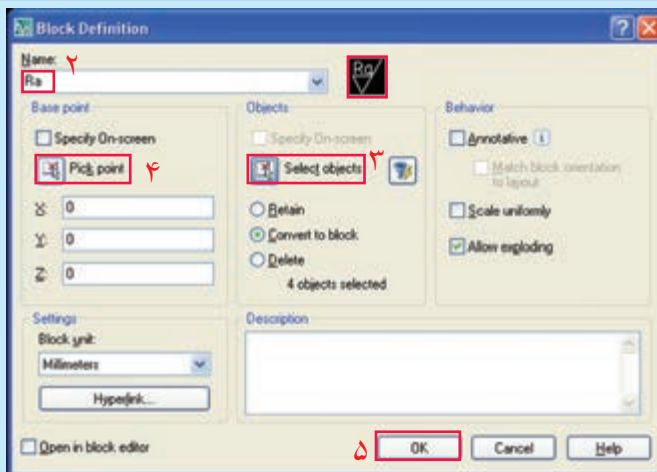 Block Definition
Name: ۲
Ra
Ra
Base point
Specify On-screen
Pick point ۴
X: 0
Y: 0
Z: 0
Objects
Specify On-screen
Select objects ۳
Retain
Convert to block
Delete
4 objects selected
Behavior
Annotative i
Match block orientation
to layout
Scale uniformly
Allow exploding
Settings
Block unit:
Millimeters
Hyperlink...
Description
Open in block editor
۵ OK
Cancel
Help